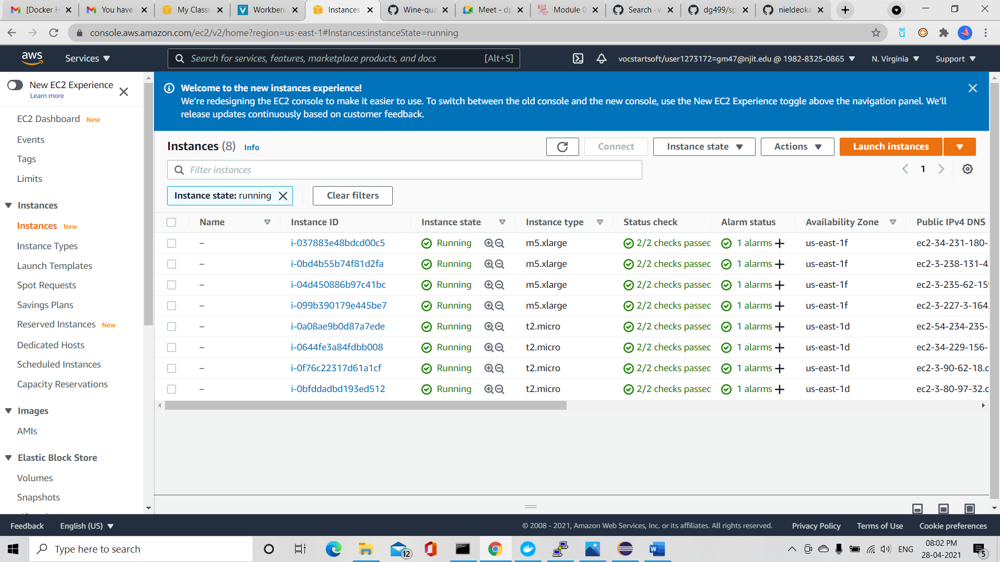 [Docker H
You have
My Classr
Workben
Instances
Wine-qua
Meet - dp
Module 0
Search · w
dg499/sp
nieldeoka
console.aws.amazon.com/ec2/v2/home?region=us-east-1#Instances:instanceState=running
aws
Services
Search for services, features, marketplace products, and docs
[Alt+S]
vocstartsoft/user1273172=gm47@njit.edu @ 1982-8325-0865
N. Virginia
Support
New EC2 Experience
Learn more
Welcome to the new instances experience!
We're redesigning the EC2 console to make it easier to use. To switch between the old console and the new console, use the New EC2 Experience toggle above the navigation panel. We'll
release updates continuously based on customer feedback.
EC2 Dashboard New
Events
Tags
Limits
Instances
Instances New
Instance Types
Launch Templates
Spot Requests
Savings Plans
Reserved Instances New
Dedicated Hosts
Scheduled Instances
Capacity Reservations
Images
AMIs
Elastic Block Store
Volumes
Snapshots
Instances (8) Info
Connect
Instance state
Actions
Launch instances
Filter instances
1
Instance state: running
Clear filters
Name Instance ID Instance state Instance type Status check Alarm status Availability Zone Public IPv4 DNS
– i-037883e48bdcd00c5 Running m5.xlarge 2/2 checks passed 1 alarms us-east-1f ec2-34-231-180-
– i-0bd4b55b74f81d2fa Running m5.xlarge 2/2 checks passed 1 alarms us-east-1f ec2-3-238-131-4
– i-04d450886b97c41bc Running m5.xlarge 2/2 checks passed 1 alarms us-east-1f ec2-3-235-62-15
– i-099b390179e445be7 Running m5.xlarge 2/2 checks passed 1 alarms us-east-1f ec2-3-227-3-164.
– i-0a08ae9b0d87a7ede Running t2.micro 2/2 checks passed 1 alarms us-east-1d ec2-54-234-235-
– i-0644fe3a84fdbb008 Running t2.micro 2/2 checks passed 1 alarms us-east-1d ec2-34-229-156-
– i-0f76c22317d61a1cf Running t2.micro 2/2 checks passed 1 alarms us-east-1d ec2-3-90-62-18.c
– i-0bfddadbd193ed512 Running t2.micro 2/2 checks passed 1 alarms us-east-1d ec2-3-80-97-32.c
Feedback
English (US)
© 2008 - 2021, Amazon Web Services, Inc. or its affiliates. All rights reserved.
Privacy Policy
Terms of Use
Cookie preferences
Type here to search
12
ENG
08:02 PM
28-04-2021
5